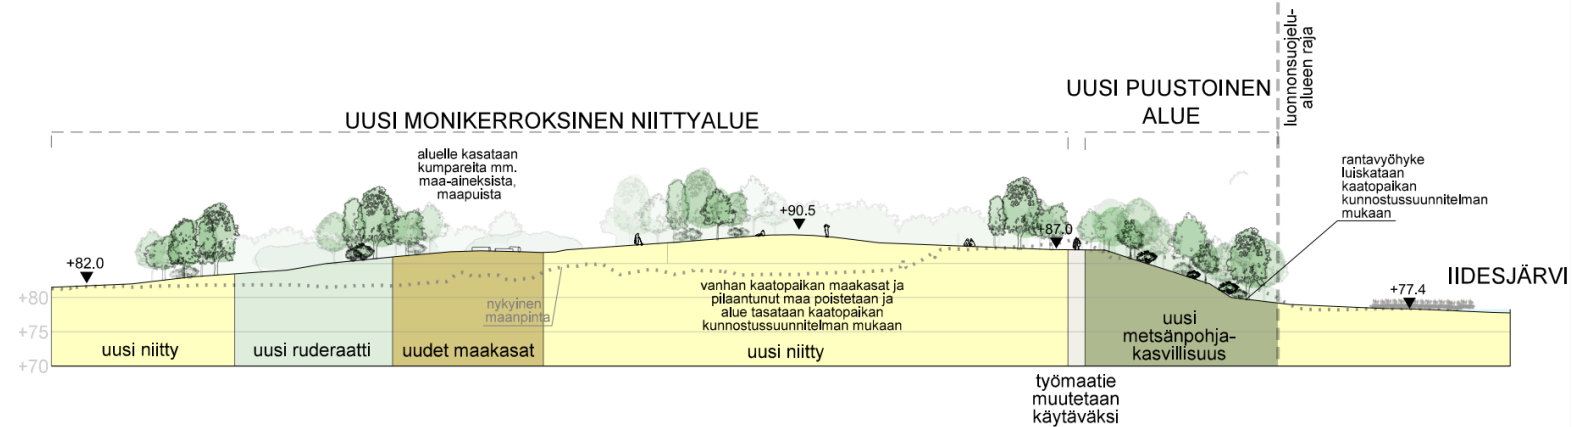 luonnonsuojelu-
alueen raja
UUSI PUUSTOINEN
ALUE
UUSI MONIKERROKSINEN NIITTYALUE
aluelle kasataan
kumpareita mm.
maa-aineksista,
maapuista
rantavyöhyke
luiskataan
kaatopaikan
kunnostussuunnitelman
mukaan
+90.5
+87.0
+82.0
IIDESJÄRVI
+77.4
+80
+75
+70
nykyinen
maanpinta
vanhan kaatopaikan maakasat ja
pilaantunut maa poistetaan ja
alue tasataan kaatopaikan
kunnostussuunnitelman mukaan
uusi niitty
uusi ruderaatti
uudet maakasat
uusi niitty
uusi
metsänpohja-
kasvillisuus
työmaatie
muutetaan
käytäväksi